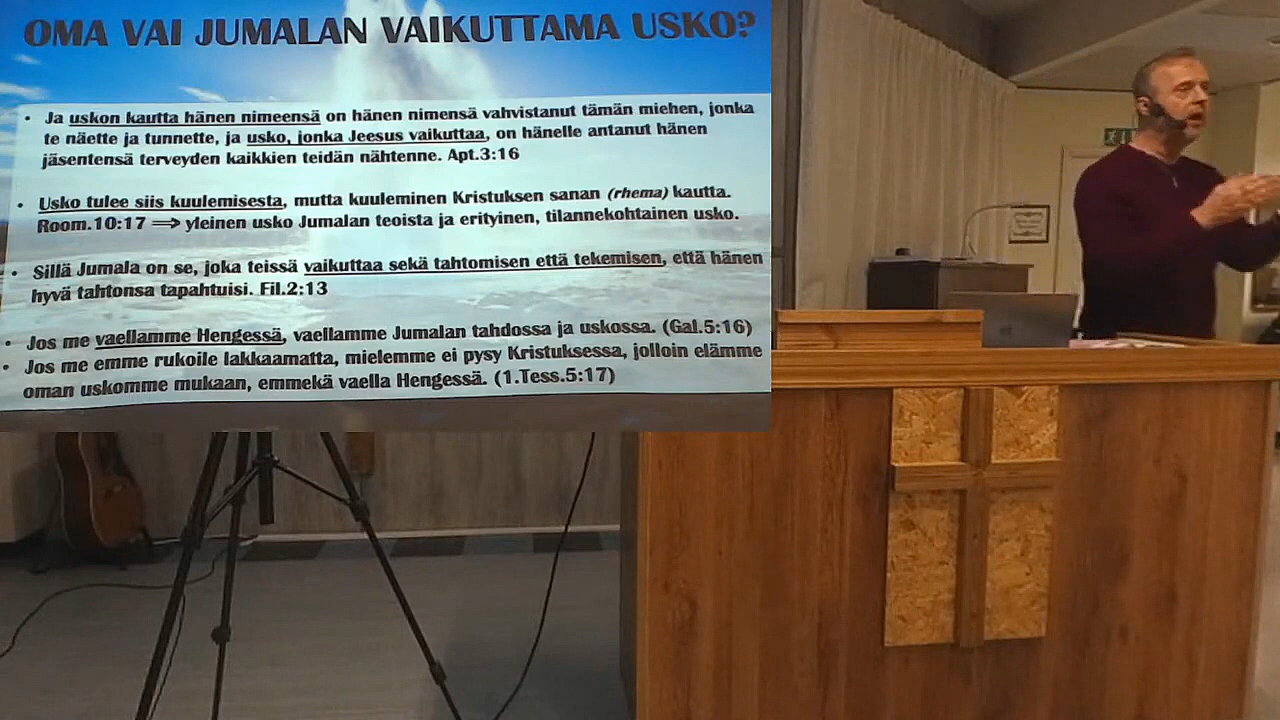 OMA VAI JUMALAN VAIKUTTAMA USKO?
• Ja uskon kautta hänen nimeensä on hänen nimensä vahvistanut tämän miehen, jonka
te näette ja tunnette, ja usko, jonka Jeesus vaikuttaa, on hänelle antanut hänen
jäsentensä terveyden kaikkien teidän nähtenne. Apt.3:16
• Usko tulee siis kuulemisesta, mutta kuuleminen Kristuksen sanan (rhema) kautta.
Room.10:17 ⟹ yleinen usko Jumalan teoista ja erityinen, tilannekohtainen usko.
• Sillä Jumala on se, joka teissä vaikuttaa sekä tahtomisen että tekemisen, että hänen
hyvä tahtonsa tapahtuisi. Fil.2:13
• Jos me vaellamme Hengessä, vaellamme Jumalan tahdossa ja uskossa. (Gal.5:16)
• Jos me emme rukoile lakkaamatta, mielemme ei pysy Kristuksessa, jolloin elämme
oman uskomme mukaan, emmekä vaella Hengessä. (1.Tess.5:17)